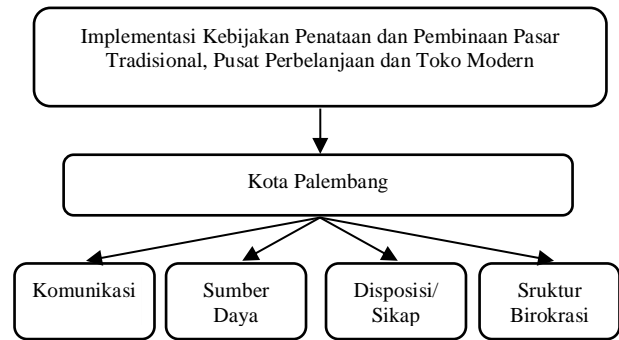 Implementasi Kebijakan Penataan dan Pembinaan Pasar
Tradisional, Pusat Perbelanjaan dan Toko Modern
Kota Palembang
Komunikasi
Sumber
Daya
Disposisi/
Sikap
Sruktur
Birokrasi